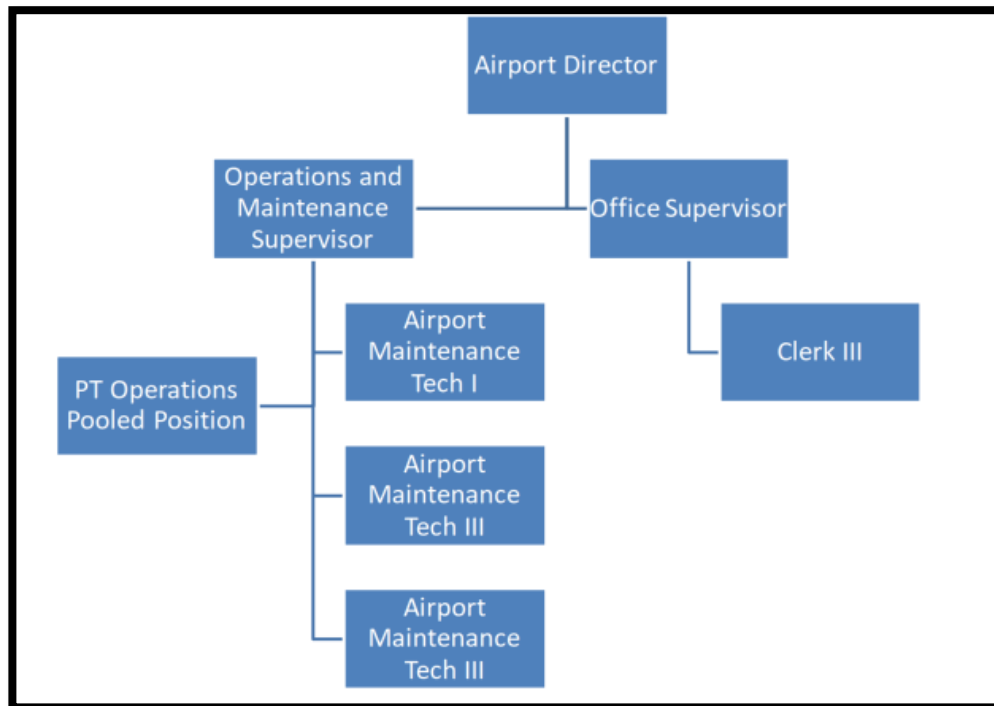 Airport Director
Operations and
Maintenance
Supervisor
Office Supervisor
Airport
Maintenance
Tech I
Clerk III
PT Operations
Pooled Position
Airport
Maintenance
Tech III
Airport
Maintenance
Tech III